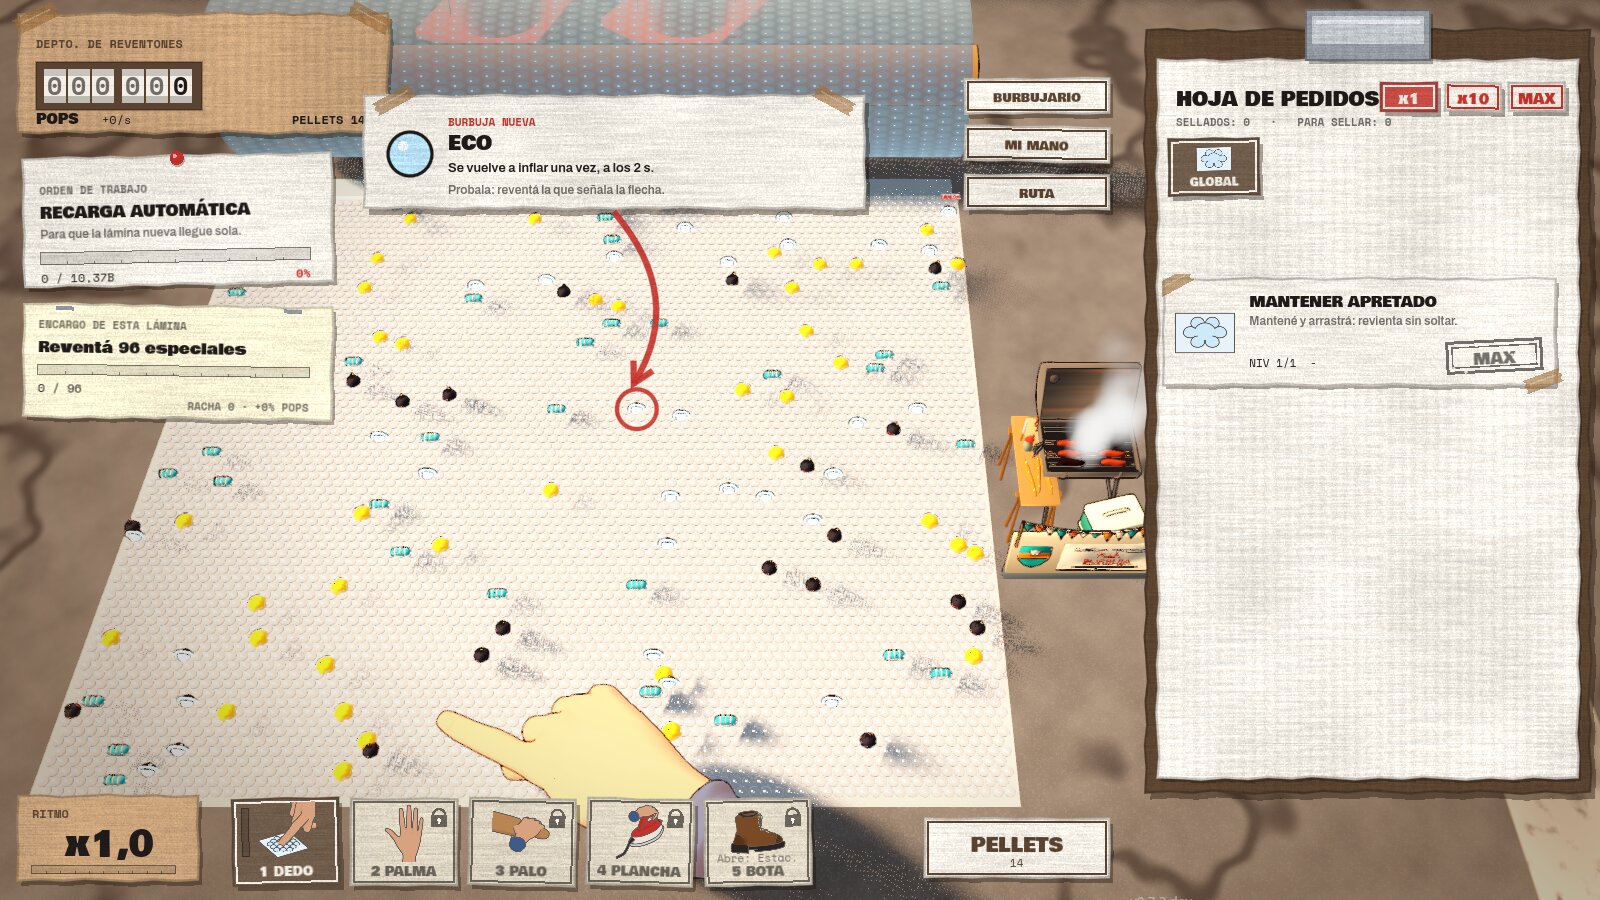 DEPTO. DE REVENTONES
000000
POPS +0/s PELLETS 14
BURBUJA NUEVA
ECO
Se vuelve a inflar una vez, a los 2 s.
Probala: reventá la que señala la flecha.
BURBUJARIO
MI MANO
RUTA
ORDEN DE TRABAJO
RECARGA AUTOMÁTICA
Para que la lámina nueva llegue sola.
0 / 10.37B 0%
ENCARGO DE ESTA LÁMINA
Reventá 96 especiales
0 / 96
RACHA 0 · +0% POPS
HOJA DE PEDIDOS x1 x10 MAX
SELLADOS: 0 · PARA SELLAR: 0
GLOBAL
MANTENER APRETADO
Mantené y arrastrá: revienta sin soltar.
NIV 1/1 - MAX
RITMO
x1,0
1 DEDO
2 PALMA
3 PALO
4 PLANCHA
Abre: Estac.
5 BOTA
PELLETS
14